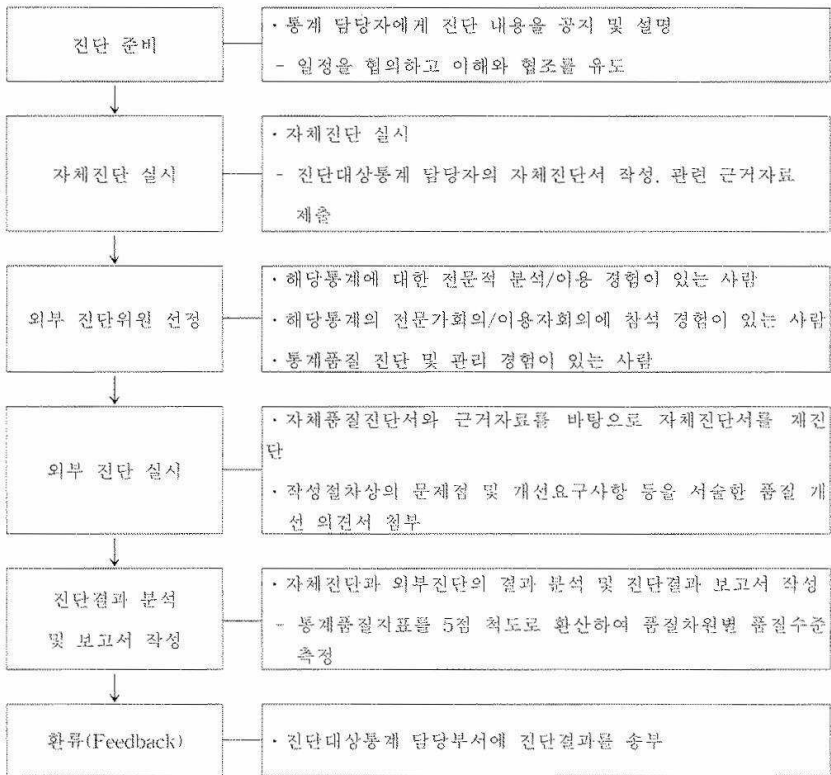 진단 준비
· 통계 담당자에게 진단 내용을 공지 및 설명
- 일정을 협의하고 이해와 협조를 유도
자체진단 실시
· 자체진단 실시
- 진단대상통계 담당자의 자체진단서 작성, 관련 근거자료
제출
외부 진단위원 선정
· 해당통계에 대한 전문적 분석/이용 경험이 있는 사람
· 해당통계의 전문가회의/이용자회의에 참석 경험이 있는 사람
· 통계품질 진단 및 관리 경험이 있는 사람
외부 진단 실시
· 자체품질진단서와 근거자료를 바탕으로 자체진단서를 재진
단
· 작성절차상의 문제점 및 개선요구사항 등을 서술한 품질 개
선 의견서 첨부
진단결과 분석
및 보고서 작성
· 자체진단과 외부진단의 결과 분석 및 진단결과 보고서 작성
- 통계품질지표를 5점 척도로 환산하여 품질차원별 품질수준
측정
환류(Feedback)
· 진단대상통계 담당부서에 진단결과를 송부